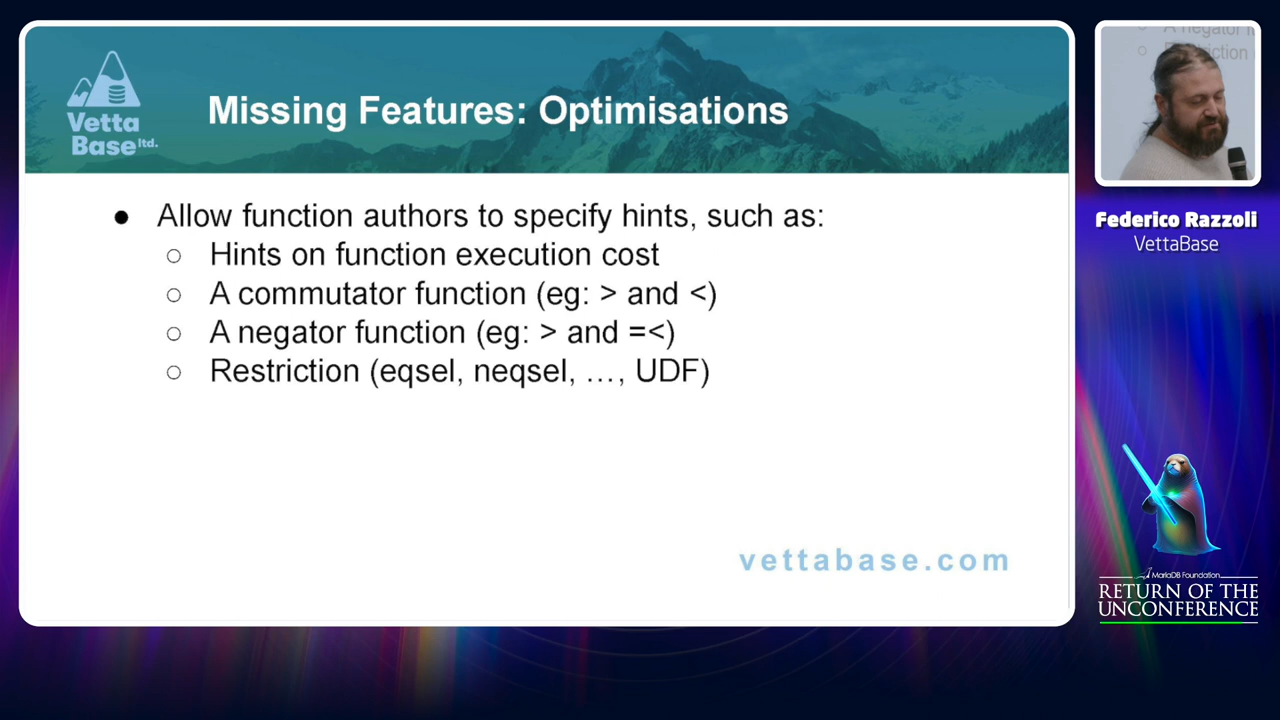 Vetta
Base ltd.
Missing Features: Optimisations
● Allow function authors to specify hints, such as:
○ Hints on function execution cost
○ A commutator function (eg: > and <)
○ A negator function (eg: > and =<)
○ Restriction (eqsel, neqsel, …, UDF)
vettabase.com
Federico Razzoli
VettaBase
MariaDB Foundation
RETURN OF THE
UNCONFERENCE